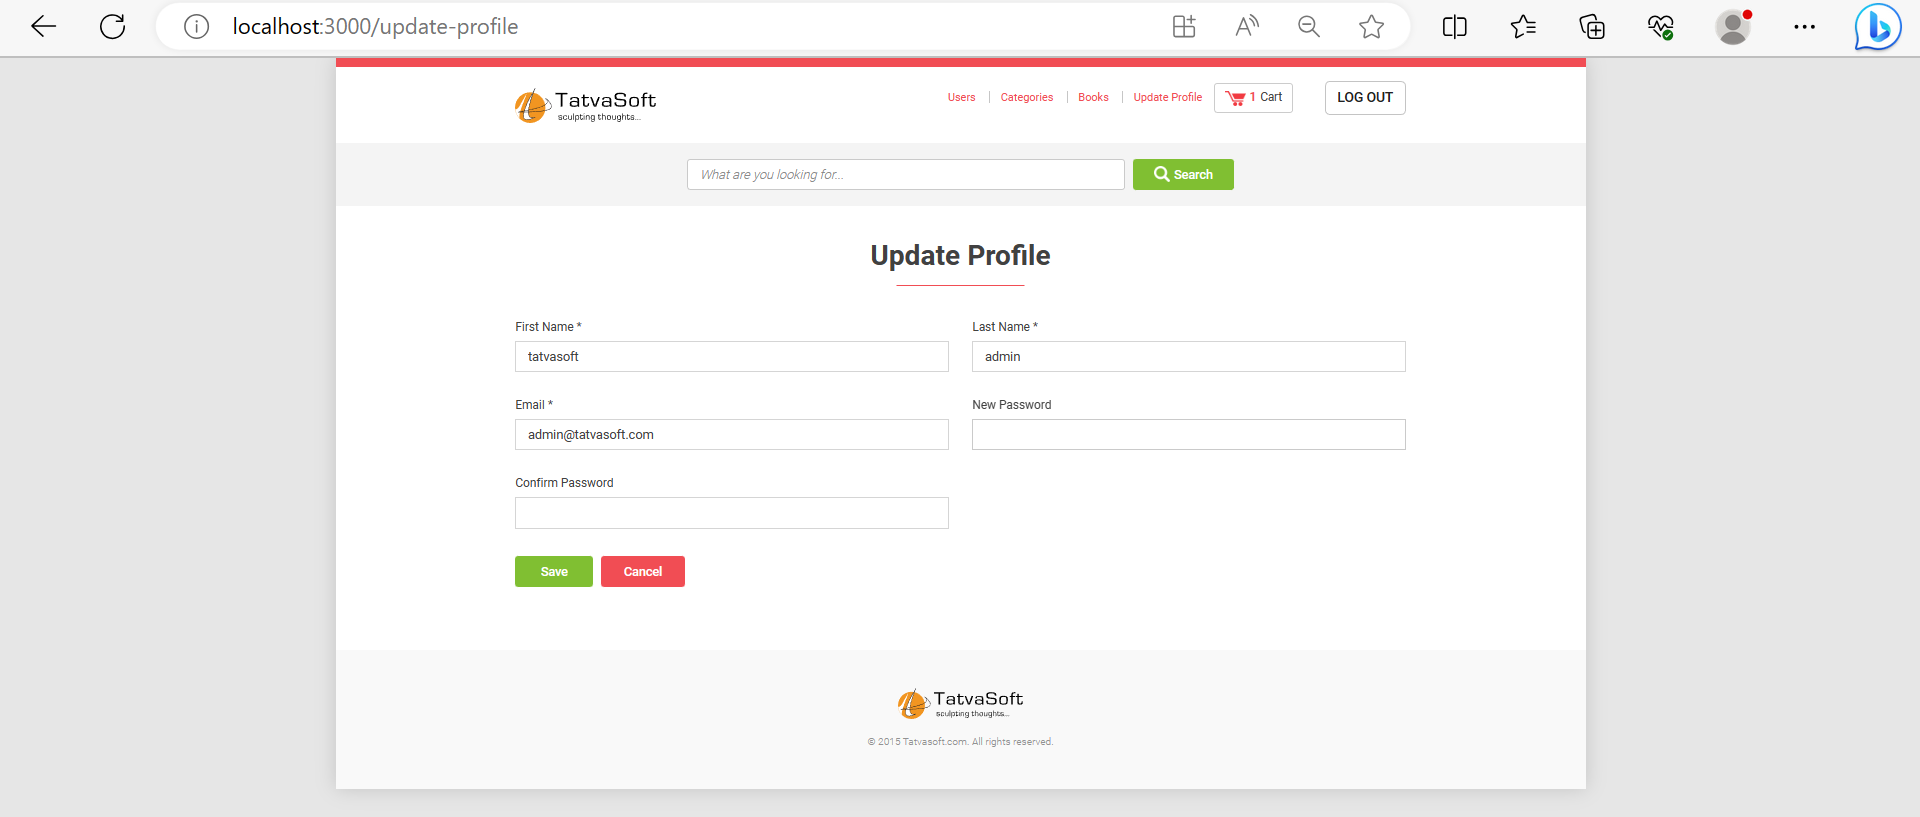 localhost:3000/update-profile
TatvaSoft
sculpting thoughts...
Users
Categories
Books
Update Profile
1 Cart
LOG OUT
What are you looking for...
Search
Update Profile
First Name *
Last Name *
tatvasoft
admin
Email *
New Password
admin@tatvasoft.com
Confirm Password
Save
Cancel
TatvaSoft
sculpting thoughts...
© 2015 Tatvasoft.com. All rights reserved.